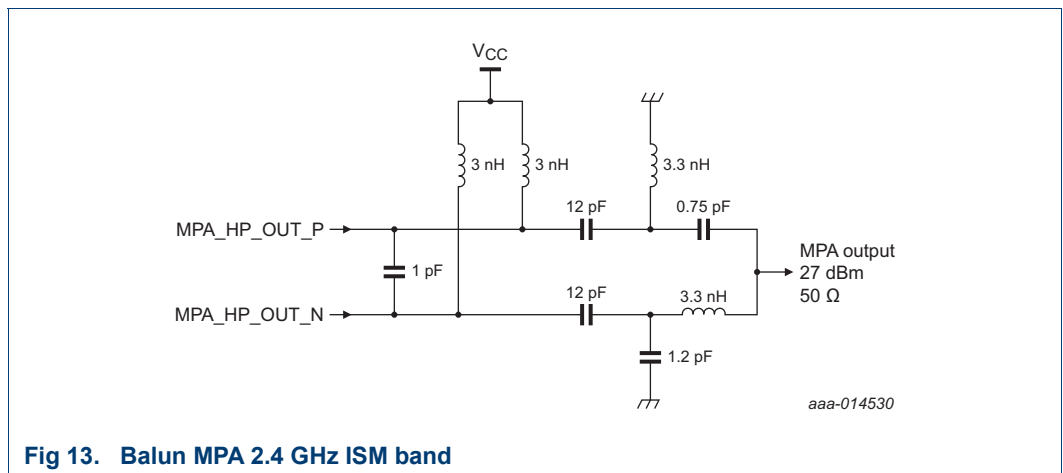 VCC
3 nH
3 nH
3.3 nH
12 pF
0.75 pF
MPA_HP_OUT_P
MPA output
27 dBm
50 Ω
1 pF
12 pF
3.3 nH
MPA_HP_OUT_N
1.2 pF
aaa-014530
Fig 13. Balun MPA 2.4 GHz ISM band